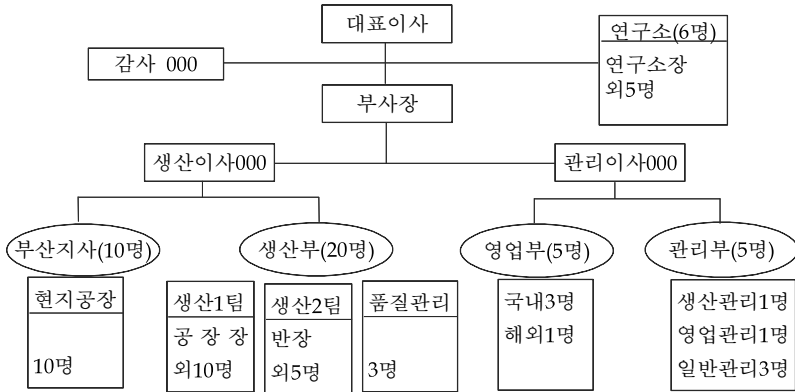 대표이사
연구소(6명)
감사 000
연구소장
외5명
부사장
생산이사000
관리이사000
부산지사(10명)
생산부(20명)
영업부(5명)
관리부(5명)
현지공장
10명
생산1팀
공 장 장
외10명
생산2팀
반장
외5명
품질관리
3명
국내3명
해외1명
생산관리1명
영업관리1명
일반관리3명